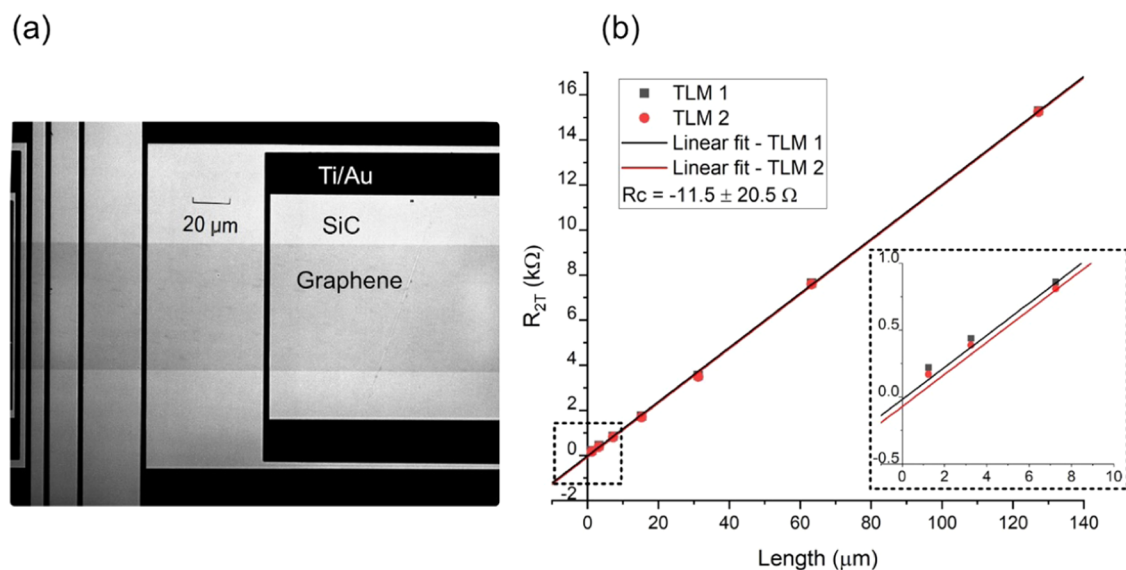 (a)
Ti/Au
20 μm
SiC
Graphene
(b)
R2T (kΩ)
16
14
12
10
8
6
4
2
0
-2
TLM 1
TLM 2
Linear fit - TLM 1
Linear fit - TLM 2
Rc = -11.5 ± 20.5 Ω
1.0
0.5
0.0
-0.5
0 2 4 6 8 10
0 20 40 60 80 100 120 140
Length (μm)